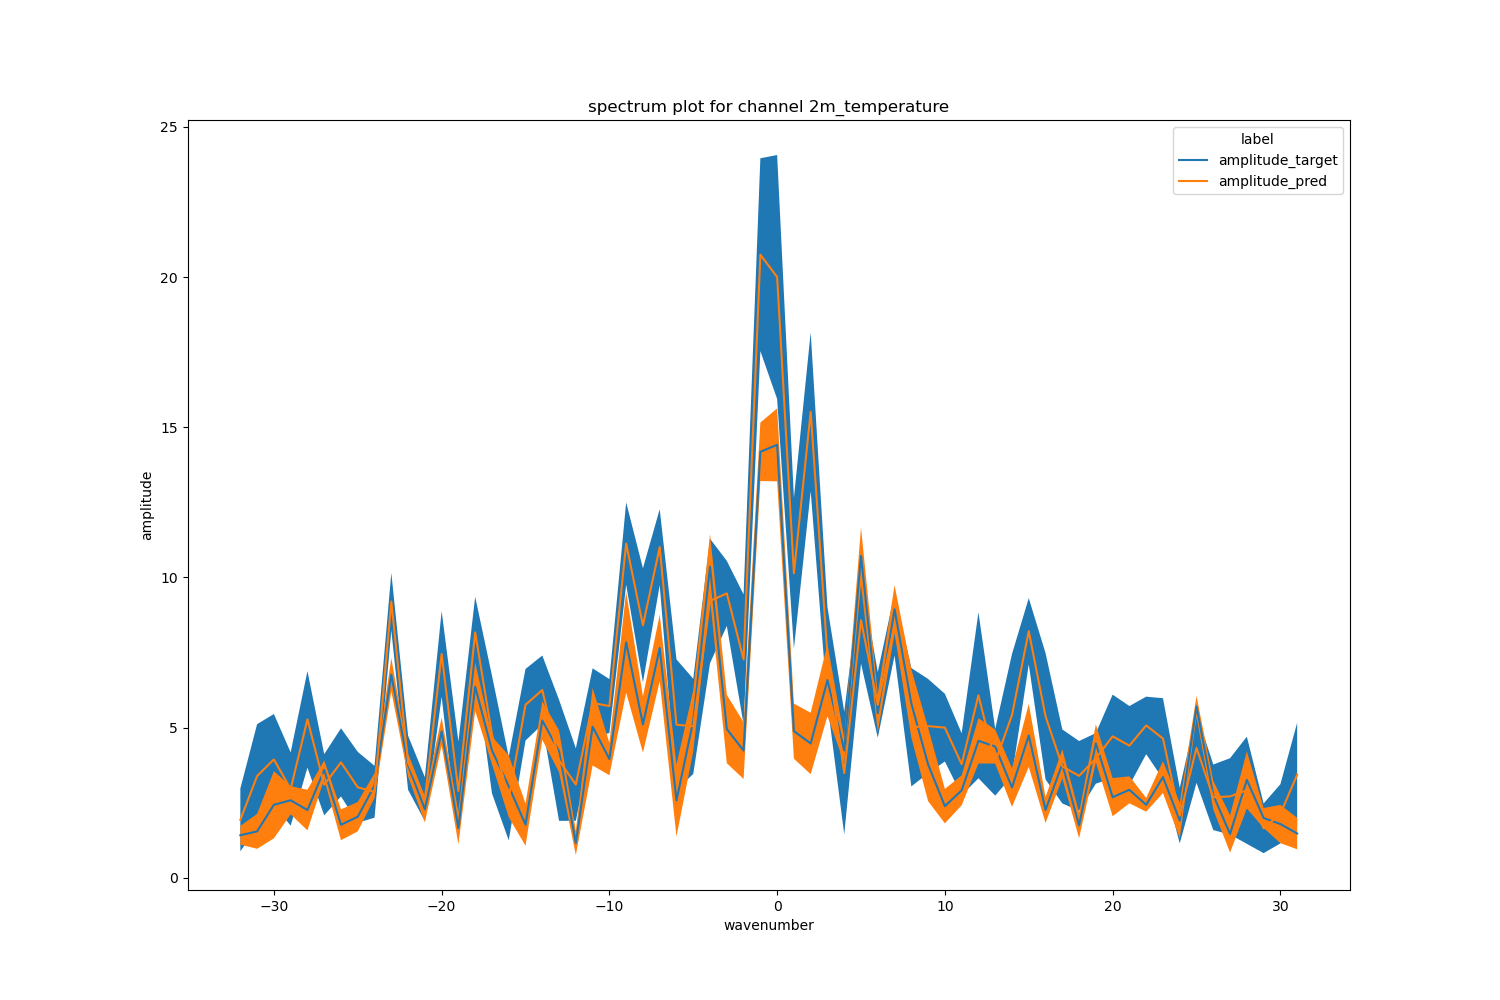 spectrum plot for channel 2m_temperature
label
amplitude_target
amplitude_pred
25
20
15
10
5
0
amplitude
−30
−20
−10
0
10
20
30
wavenumber